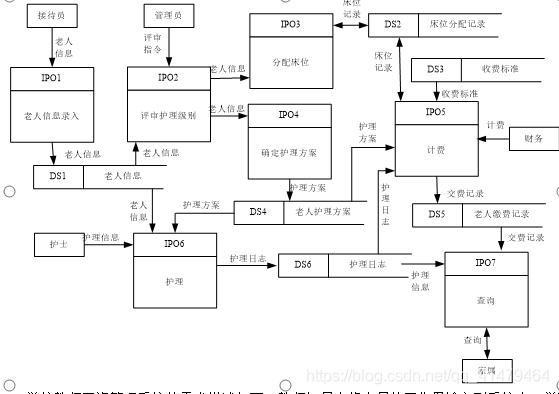 接待员
管理员
IPO3
分配床位
床位
记录
DS2
床位分配记录
老人
信息
评审
指令
IPO1
老人信息录入
IPO2
评审护理级别
老人信息
床位
记录
DS3
收费标准
收费标准
老人信息
IPO4
确定护理方案
IPO5
计费
计费
财务
护理
方案
老人信息
老人信息
DS1
老人信息
护理方案
护理日志
老人
信息
护理方案
DS4
老人护理方案
交费记录
DS5
老人缴费记录
护士
护理信息
IPO6
护理
护理日志
DS6
护理日志
护理
信息
交费记录
IPO7
查询
查询
家属